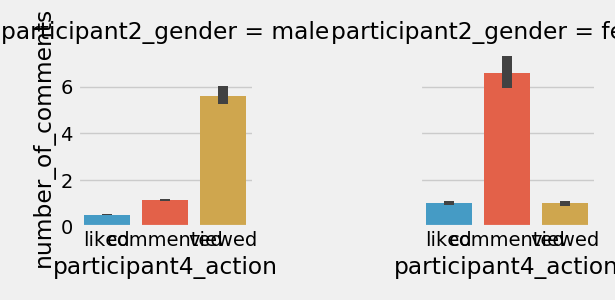 participant2_gender = male
participant2_gender = fe
number_of_comments
6
4
2
0
liked commented viewed
liked commented viewed
participant4_action
participant4_action